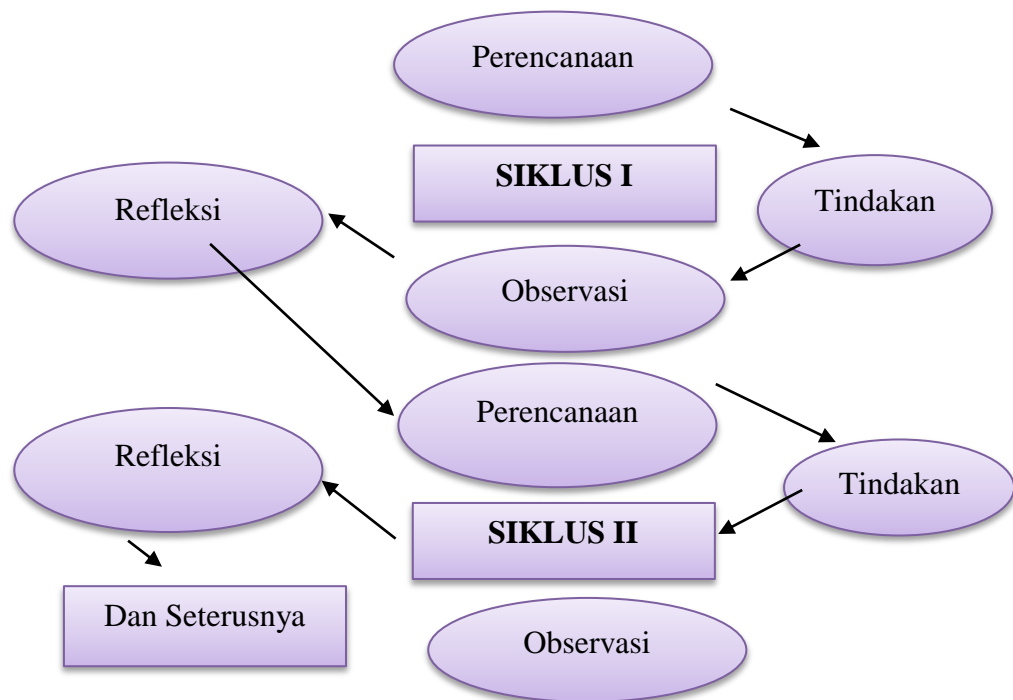 Perencanaan
SIKLUS I
Refleksi
Tindakan
Observasi
Perencanaan
Refleksi
Tindakan
SIKLUS II
Dan Seterusnya
Observasi